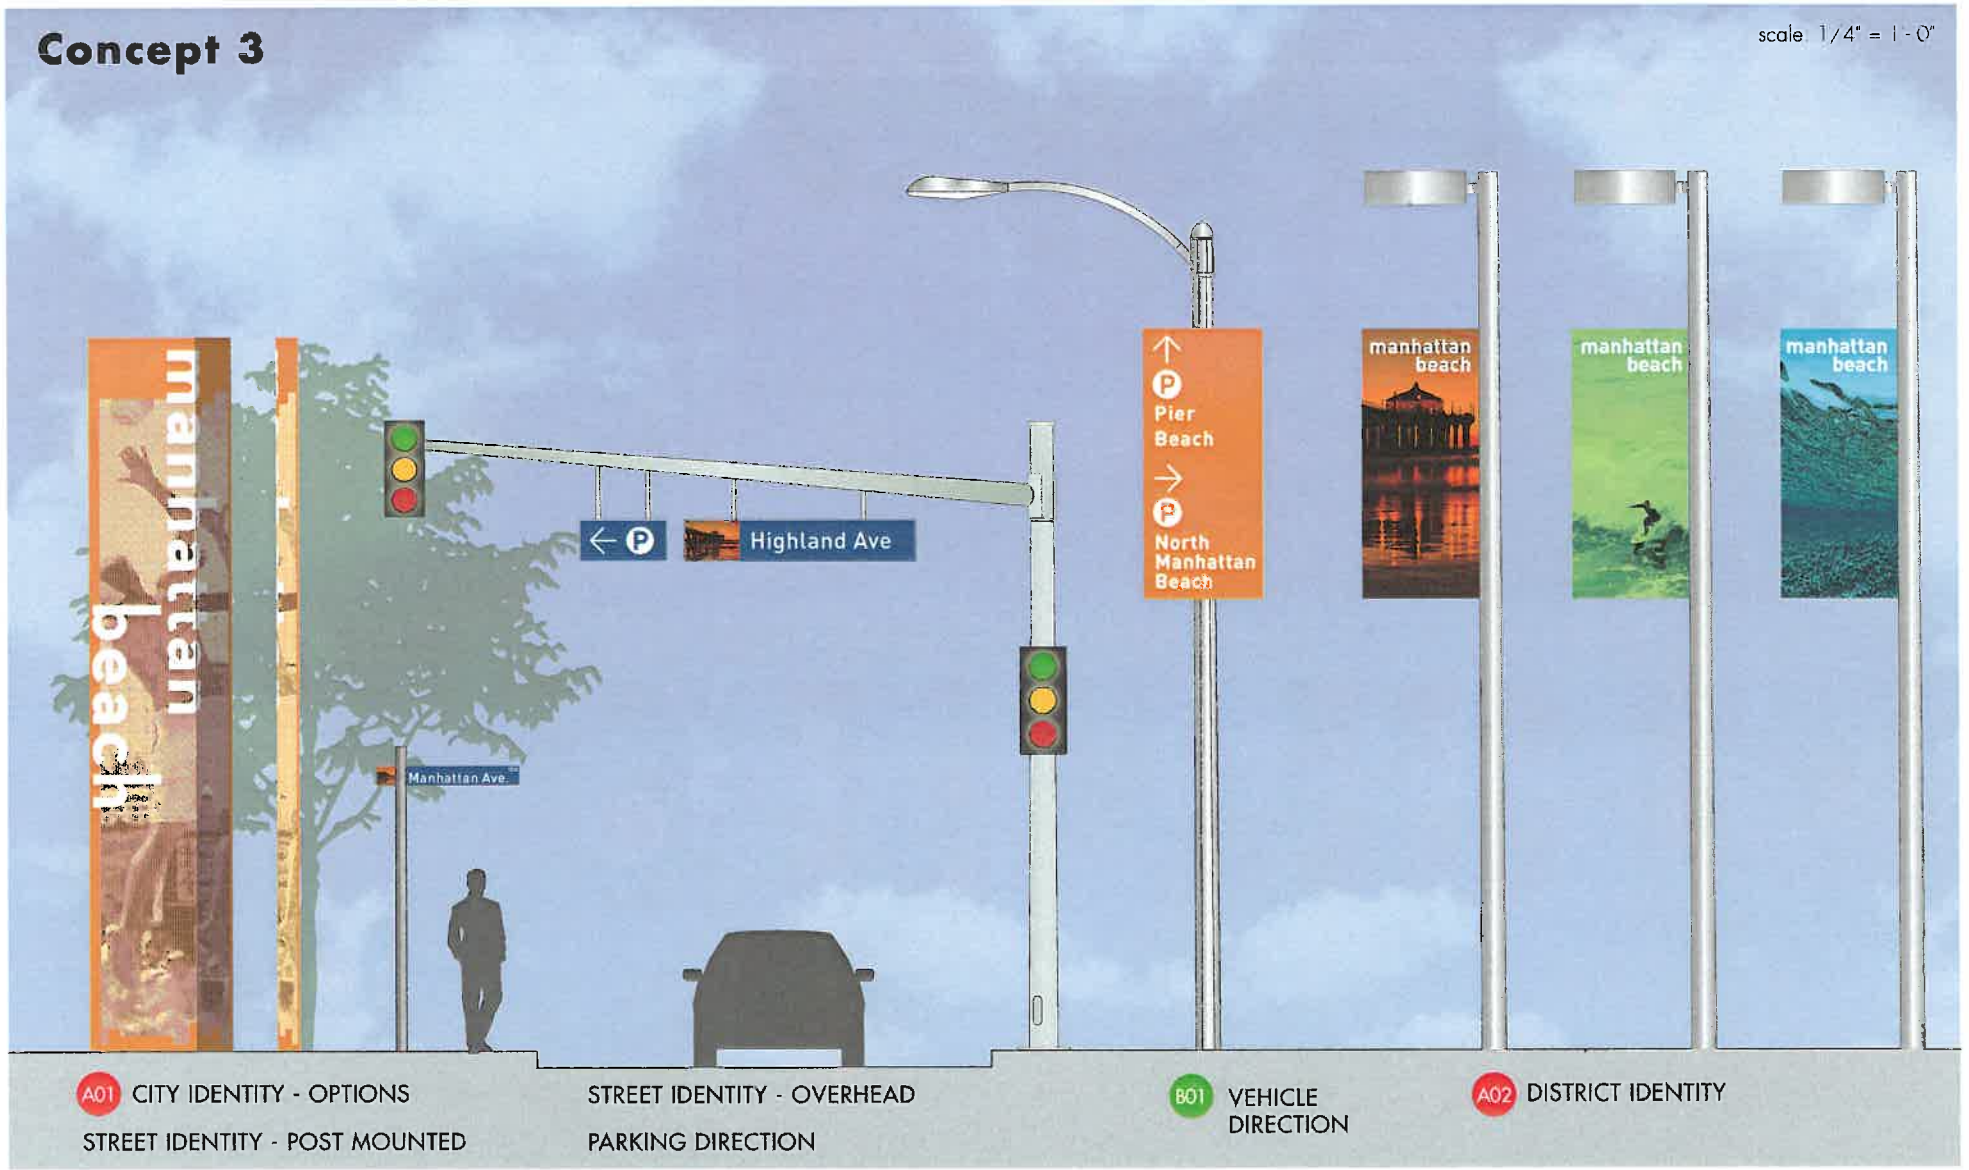 Concept 3
scale: 1/4" = 1'-0"
manhattan
beach
P
Highland Ave
Manhattan Ave.
P
Pier
Beach
P
North
Manhattan
Beach
manhattan
beach
manhattan
beach
manhattan
beach
A01 CITY IDENTITY - OPTIONS
STREET IDENTITY - POST MOUNTED
STREET IDENTITY - OVERHEAD
PARKING DIRECTION
B01 VEHICLE
DIRECTION
A02 DISTRICT IDENTITY